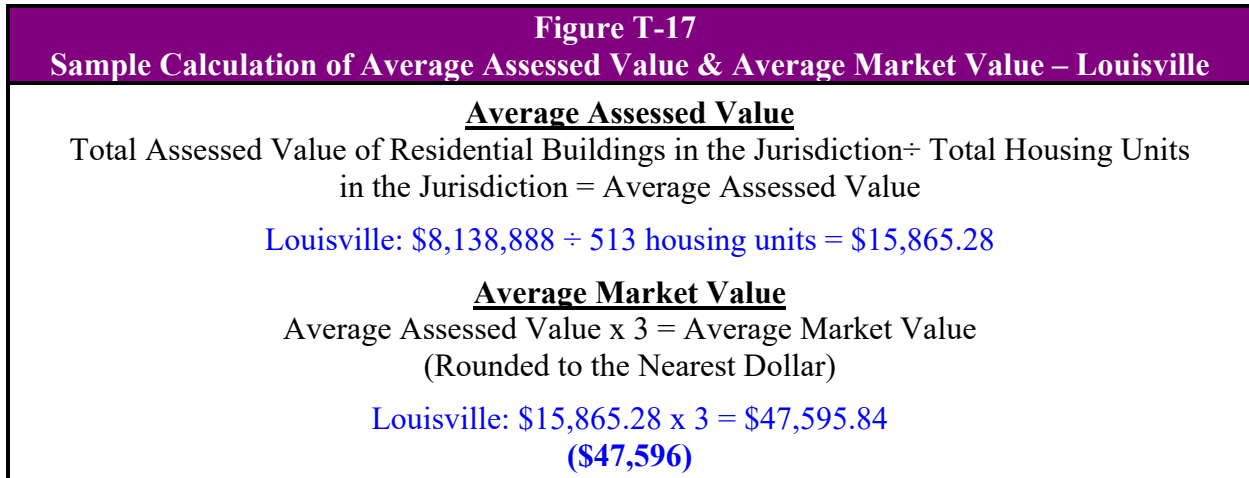 Figure T-17
Sample Calculation of Average Assessed Value & Average Market Value – Louisville
Average Assessed Value
Total Assessed Value of Residential Buildings in the Jurisdiction÷ Total Housing Units
in the Jurisdiction = Average Assessed Value
Louisville: $8,138,888 ÷ 513 housing units = $15,865.28
Average Market Value
Average Assessed Value x 3 = Average Market Value
(Rounded to the Nearest Dollar)
Louisville: $15,865.28 x 3 = $47,595.84
($47,596)